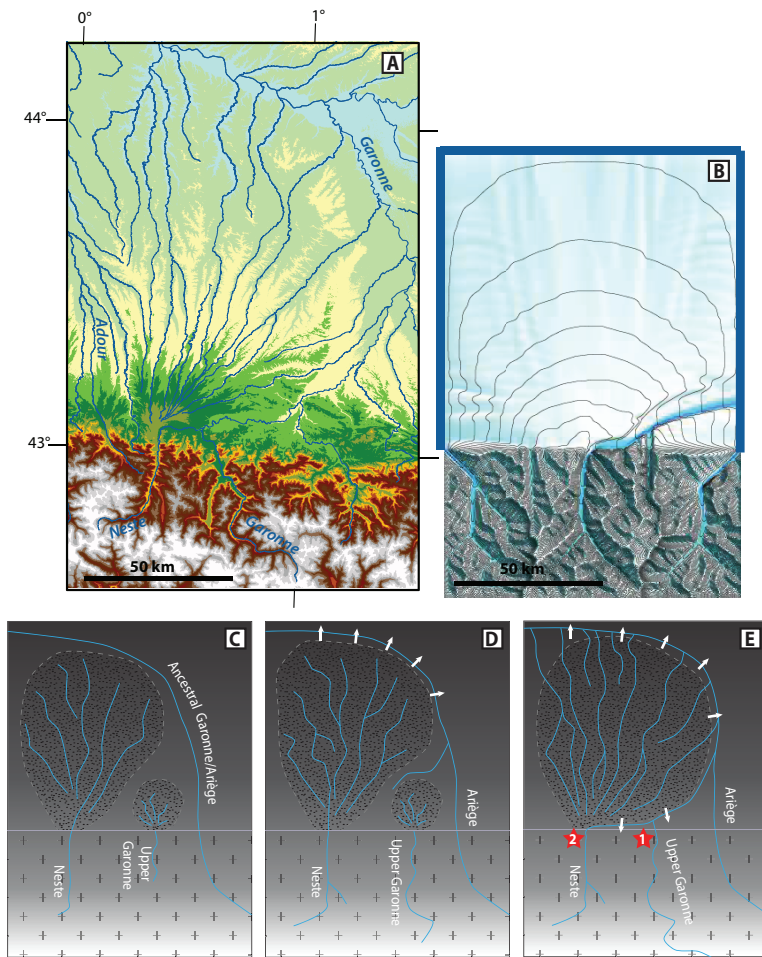 0°
1°
A
44°
Garonne
B
Adour
43°
Neste
Garonne
50 km
50 km
C
D
E
Ancestral Garonne/Ariège
Ariège
Ariège
2
1
Neste
Upper
Garonne
Neste
Upper Garonne
Neste
Upper Garonne